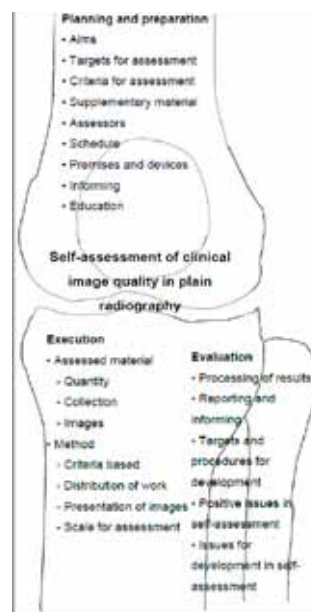 Planning and preparation
• Aims
• Targets for assessment
• Criteria for assessment
• Supplementary material
• Assessors
• Schedule
• Premises and devices
• Informing
• Education
Self-assessment of clinical
image quality in plain
radiography
Execution
• Assessed material
- Quantity
- Collection
- Images
• Method
- Criteria based
- Distribution of work
- Presentation of images
- Scale for assessment
Evaluation
• Processing of results
• Reporting and
informing
• Targets and
procedures for
development
• Positive issues in
self-assessment
• Issues for
development in self-
assessment